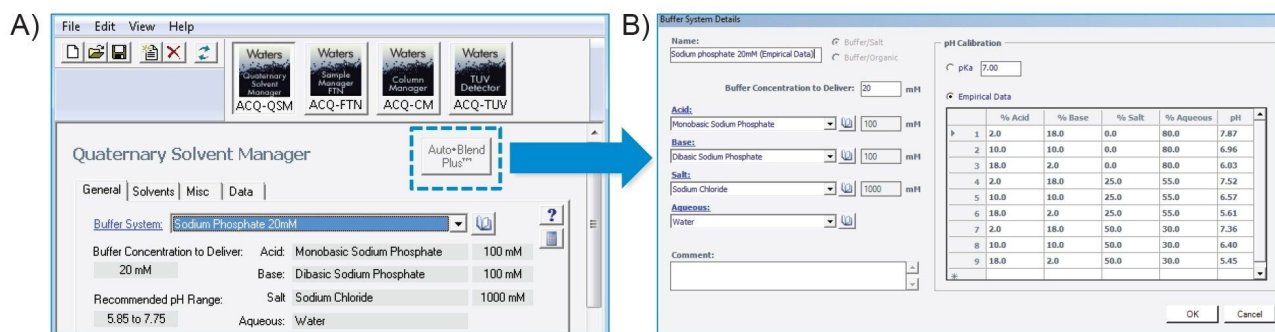 A)
File Edit View Help
Waters
Quaternary
Solvent
Manager
ACQ-QSM
Waters
Sample
Manager
FTN
ACQ-FTN
Waters
Column
Manager
ACQ-CM
Waters
TUV
Detector
ACQ-TUV
Quaternary Solvent Manager
Auto•Blend
Plus™
General Solvents Misc Data
Buffer System: Sodium Phosphate 20mM
?
Buffer Concentration to Deliver: Acid: Monobasic Sodium Phosphate 100 mM
20 mM Base: Dibasic Sodium Phosphate 100 mM
Recommended pH Range: Salt Sodium Chloride 1000 mM
5.85 to 7.75 Aqueous: Water
B)
Buffer System Details
Name:
Sodium phosphate 20mM (Empirical Data)
Buffer/Salt
Buffer/Organic
Buffer Concentration to Deliver: 20 mM
Acid:
Monobasic Sodium Phosphate 100 mM
Base:
Dibasic Sodium Phosphate 100 mM
Salt:
Sodium Chloride 1000 mM
Aqueous:
Water
Comment:
pH Calibration
pKa 7.00
Empirical Data
% Acid % Base % Salt % Aqueous pH
1 2.0 18.0 0.0 80.0 7.87
2 10.0 10.0 0.0 80.0 6.96
3 18.0 2.0 0.0 80.0 6.03
4 2.0 18.0 25.0 55.0 7.52
5 10.0 10.0 25.0 55.0 6.57
6 18.0 2.0 25.0 55.0 5.61
7 2.0 18.0 50.0 30.0 7.36
8 10.0 10.0 50.0 30.0 6.40
9 18.0 2.0 50.0 30.0 5.45
*
OK Cancel